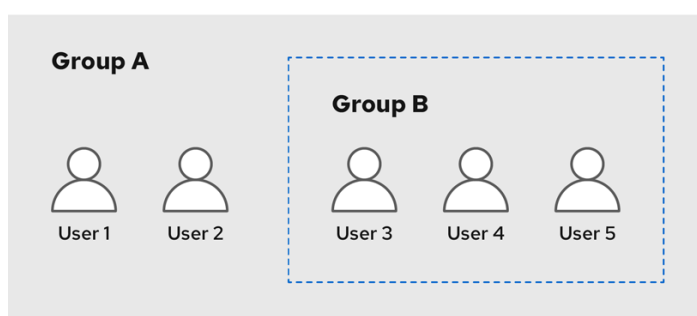 Group A
Group B
User 1
User 2
User 3
User 4
User 5